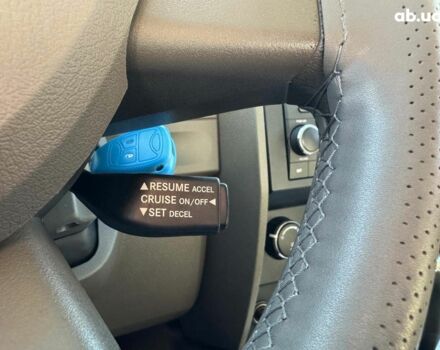 ab.ua
▲RESUME ACCEL
CRUISE ON/OFF◄
▼SET DECEL